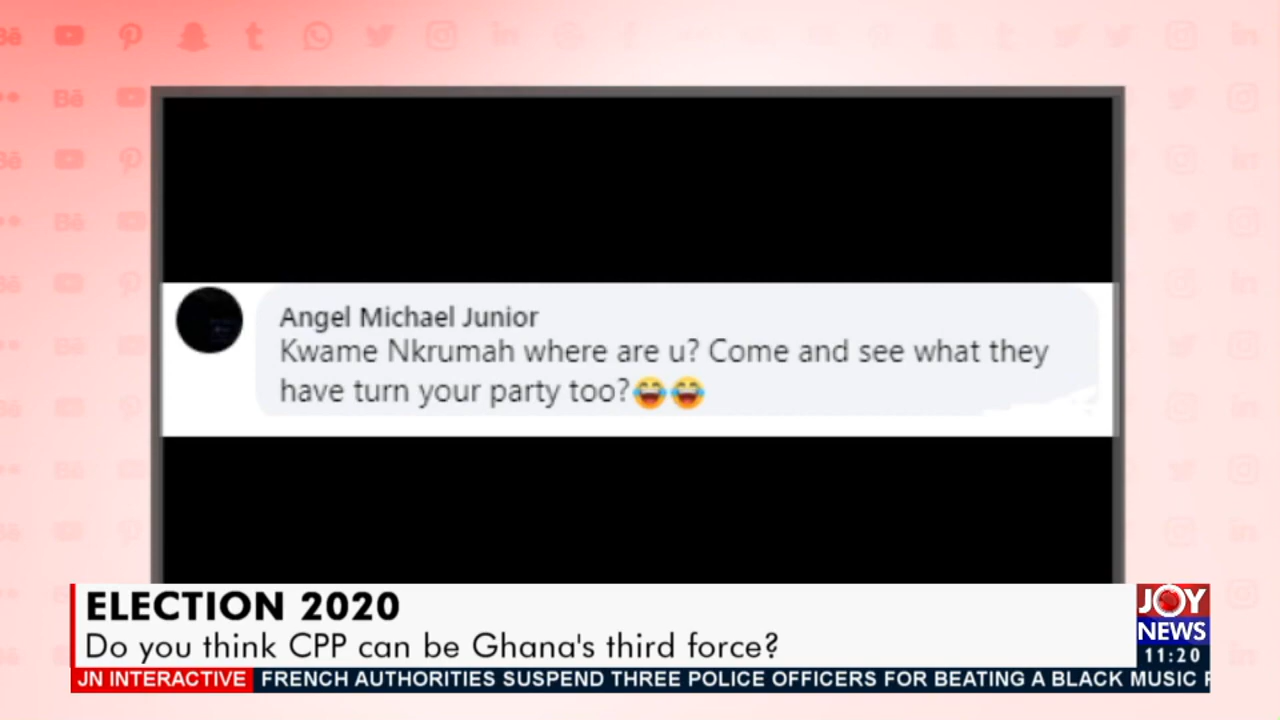 Angel Michael Junior
Kwame Nkrumah where are u? Come and see what they
have turn your party too?😂😂
ELECTION 2020
Do you think CPP can be Ghana's third force?
JOY
NEWS
11:20
JN INTERACTIVE FRENCH AUTHORITIES SUSPEND THREE POLICE OFFICERS FOR BEATING A BLACK MUSIC